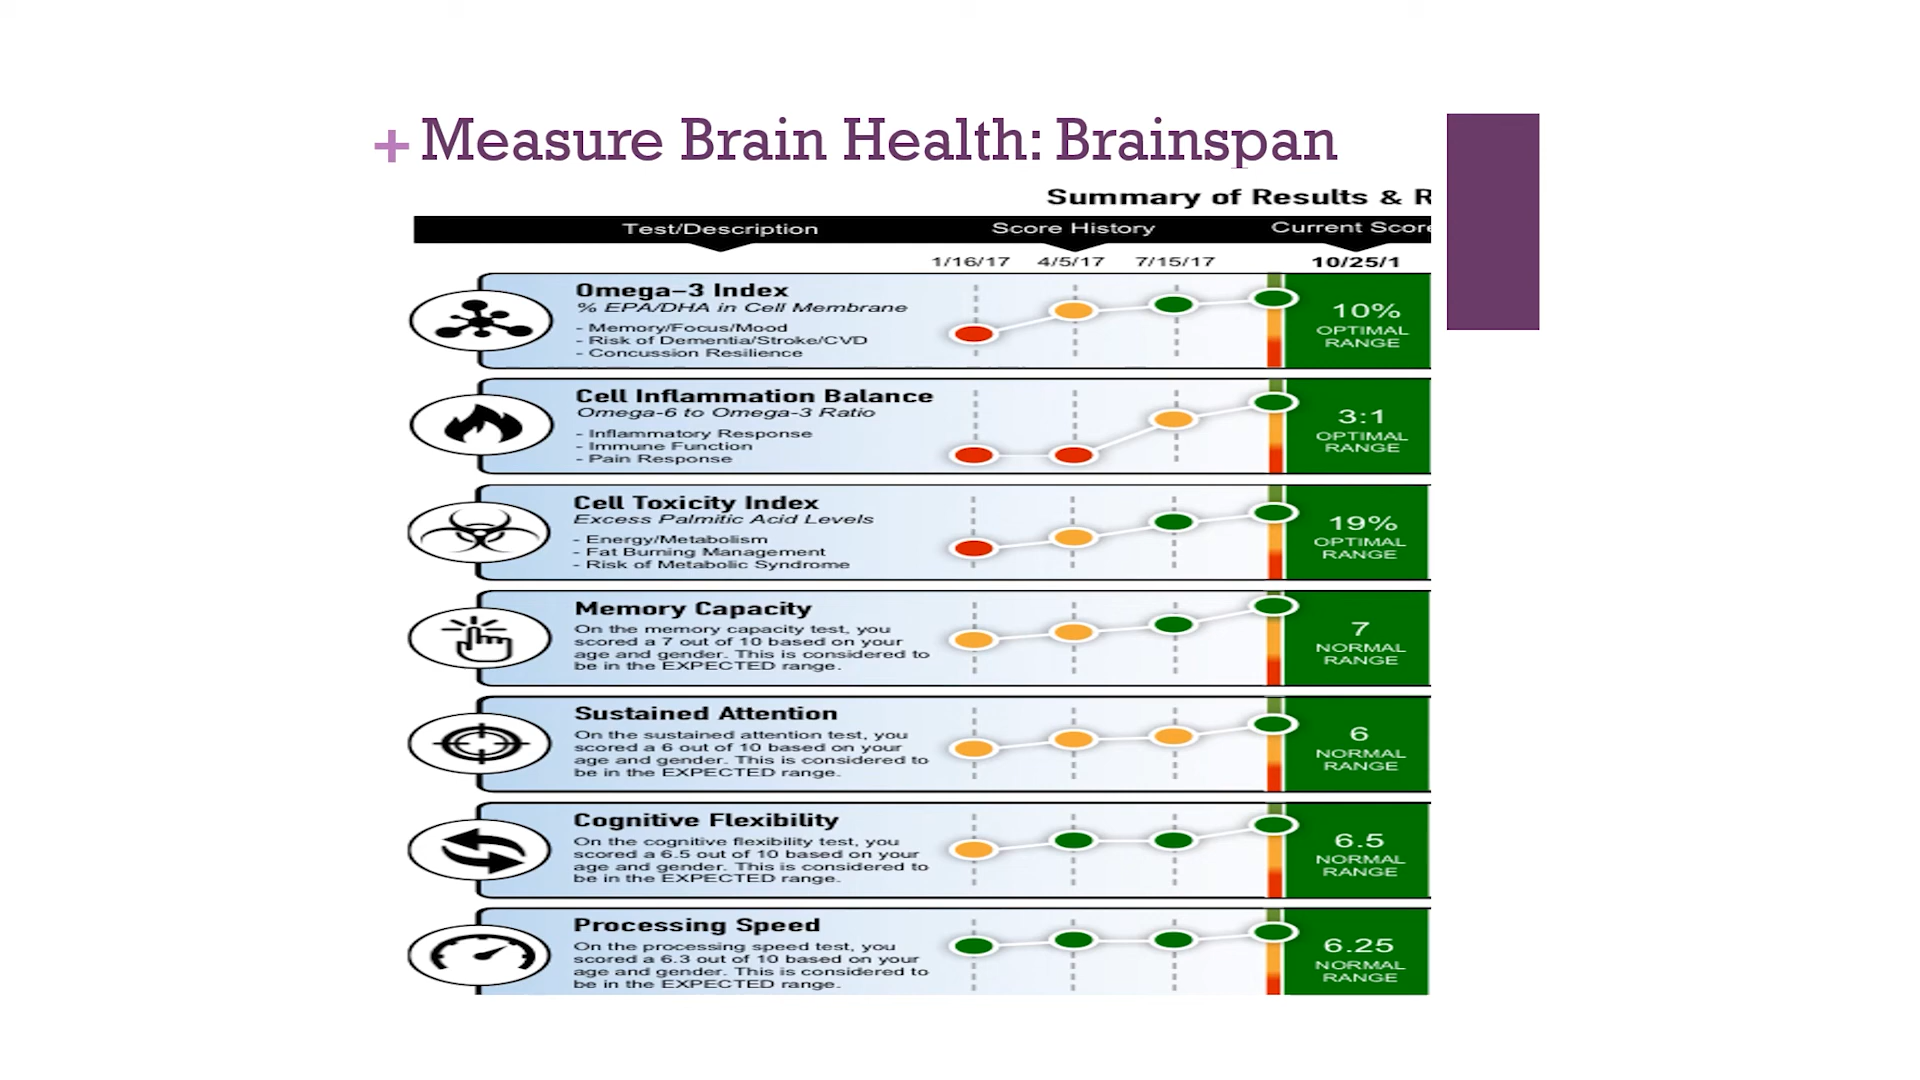 + Measure Brain Health: Brainspan
Summary of Results & R
Test/Description Score History Current Score
1/16/17 4/5/17 7/15/17 10/25/1
Omega-3 Index
% EPA/DHA in Cell Membrane
- Memory/Focus/Mood
- Risk of Dementia/Stroke/CVD
- Concussion Resilience
10%
OPTIMAL
RANGE
Cell Inflammation Balance
Omega-6 to Omega-3 Ratio
- Inflammatory Response
- Immune Function
- Pain Response
3:1
OPTIMAL
RANGE
Cell Toxicity Index
Excess Palmitic Acid Levels
- Energy/Metabolism
- Fat Burning Management
- Risk of Metabolic Syndrome
19%
OPTIMAL
RANGE
Memory Capacity
On the memory capacity test, you
scored a 7 out of 10 based on your
age and gender. This is considered to
be in the EXPECTED range.
7
NORMAL
RANGE
Sustained Attention
On the sustained attention test, you
scored a 6 out of 10 based on your
age and gender. This is considered to
be in the EXPECTED range.
6
NORMAL
RANGE
Cognitive Flexibility
On the cognitive flexibility test, you
scored a 6.5 out of 10 based on your
age and gender. This is considered to
be in the EXPECTED range.
6.5
NORMAL
RANGE
Processing Speed
On the processing speed test, you
scored a 6.3 out of 10 based on your
age and gender. This is considered to
be in the EXPECTED range.
6.25
NORMAL
RANGE